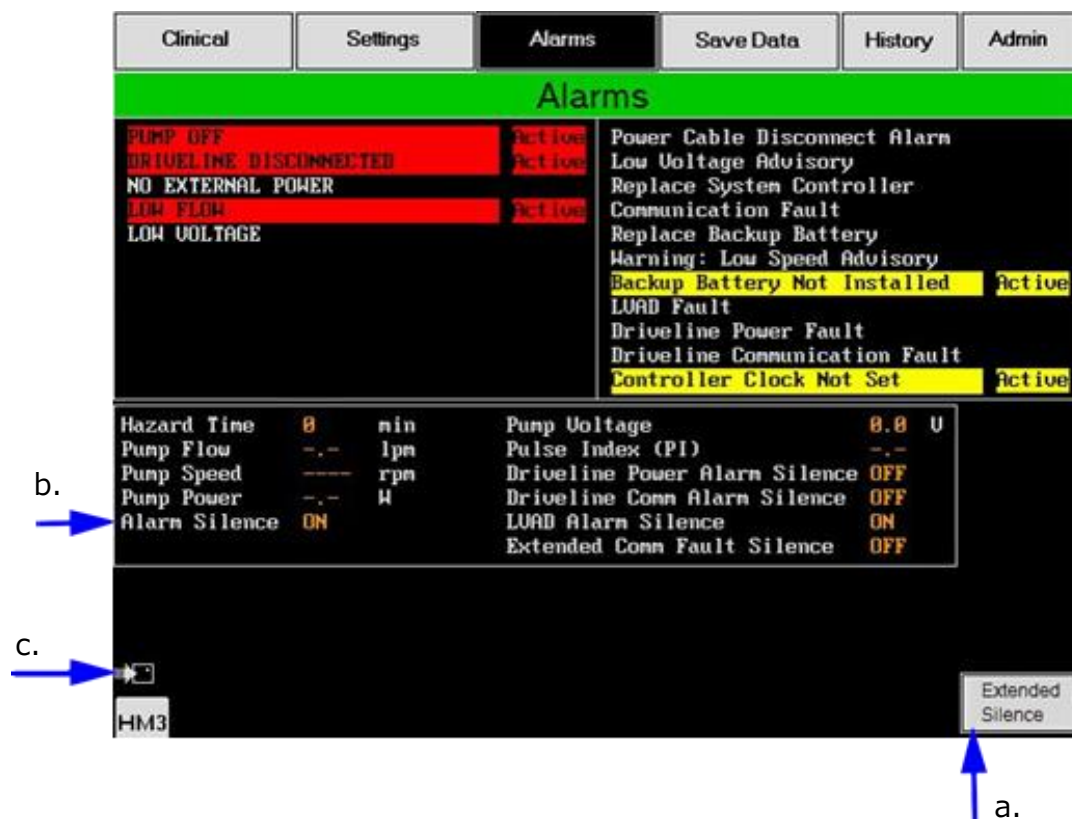 Clinical Settings Alarms Save Data History Admin
Alarms
PUMP OFF Active
DRIVELINE DISCONNECTED Active
NO EXTERNAL POWER
LOW FLOW Active
LOW VOLTAGE
Power Cable Disconnect Alarm
Low Voltage Advisory
Replace System Controller
Communication Fault
Replace Backup Battery
Warning: Low Speed Advisory
Backup Battery Not Installed Active
LVAD Fault
Driveline Power Fault
Driveline Communication Fault
Controller Clock Not Set Active
Hazard Time 0 min
Pump Flow -.- lpm
Pump Speed ---- rpm
Pump Power -.- W
Alarm Silence ON
Pump Voltage 0.0 V
Pulse Index (PI) -.-
Driveline Power Alarm Silence OFF
Driveline Comm Alarm Silence OFF
LVAD Alarm Silence ON
Extended Comm Fault Silence OFF
b.
c.
HM3
Extended
Silence
a.